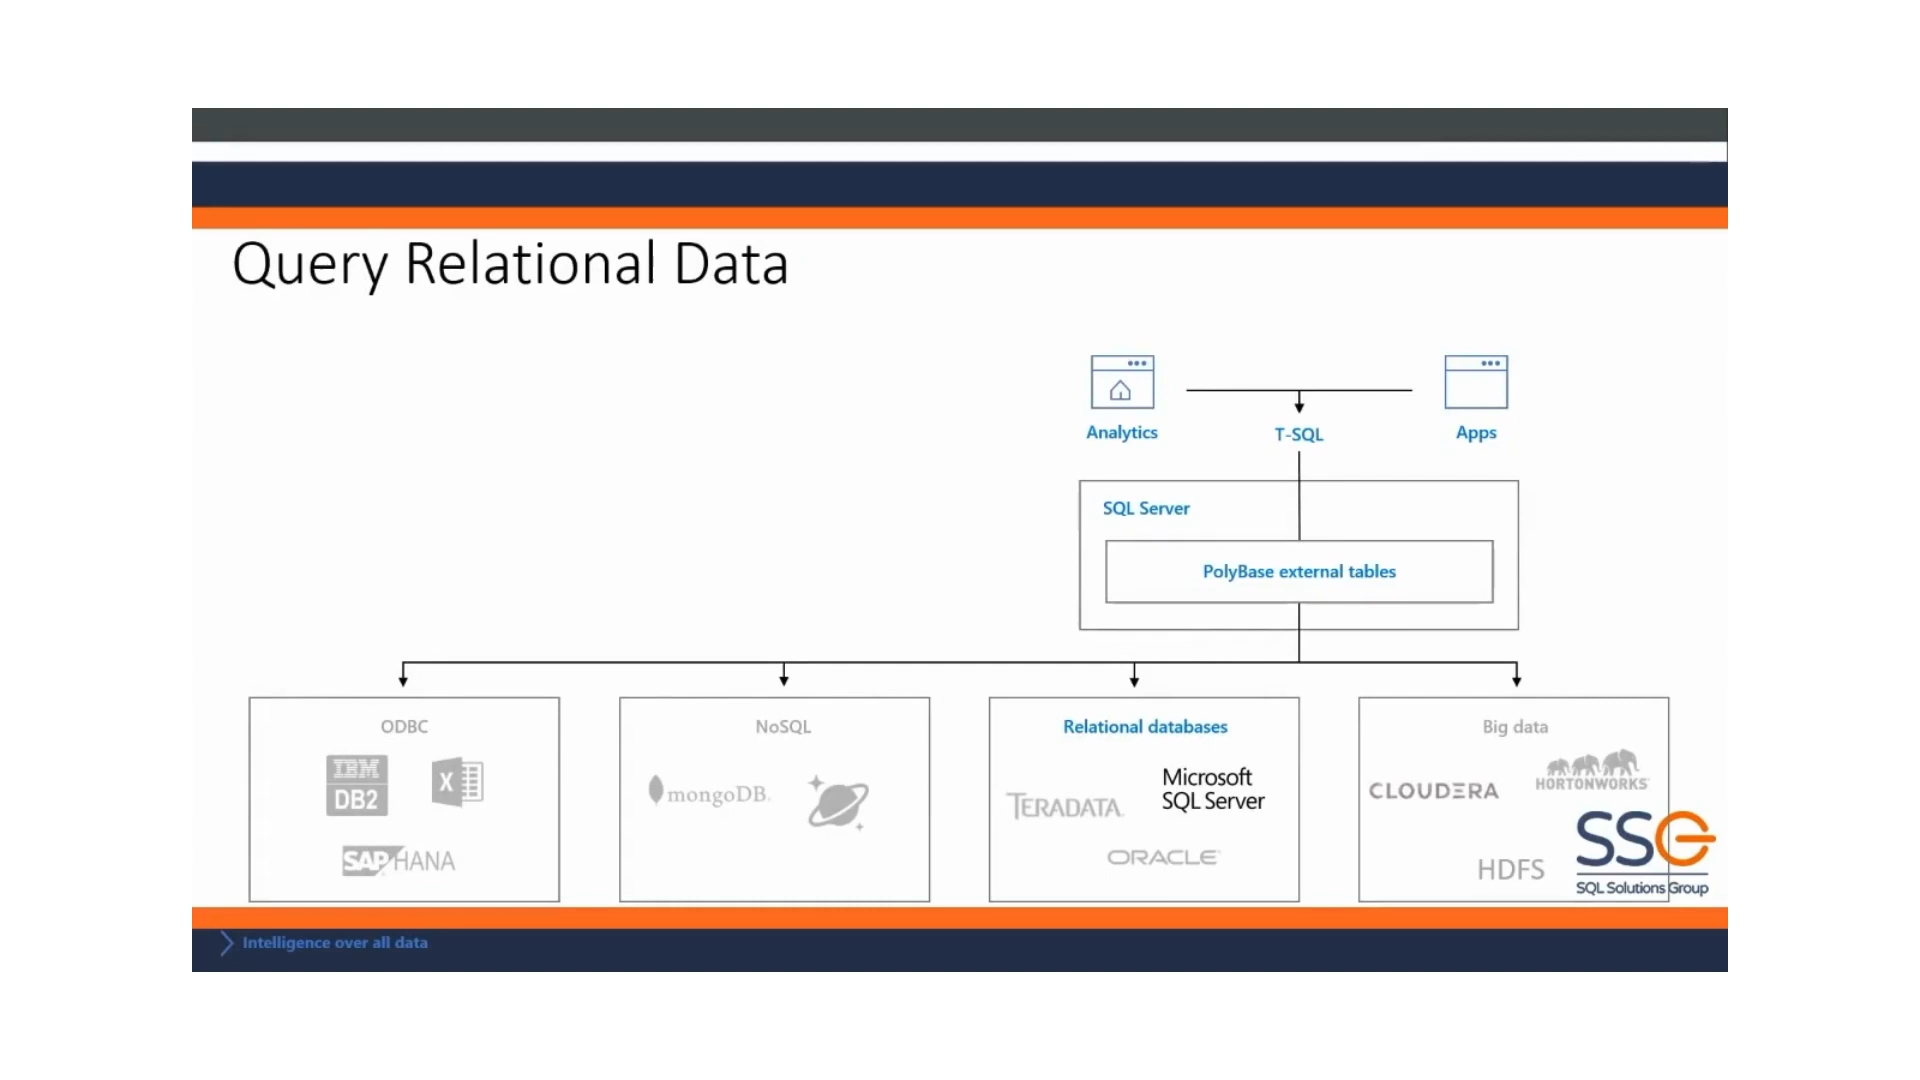 Query Relational Data
Analytics
T-SQL
Apps
SQL Server
PolyBase external tables
ODBC
IBM
DB2
X
SAP HANA
NoSQL
mongoDB.
Relational databases
TERADATA.
Microsoft
SQL Server
ORACLE
Big data
CLOUDERA
HORTONWORKS
HDFS
SSG
SQL Solutions Group
Intelligence over all data